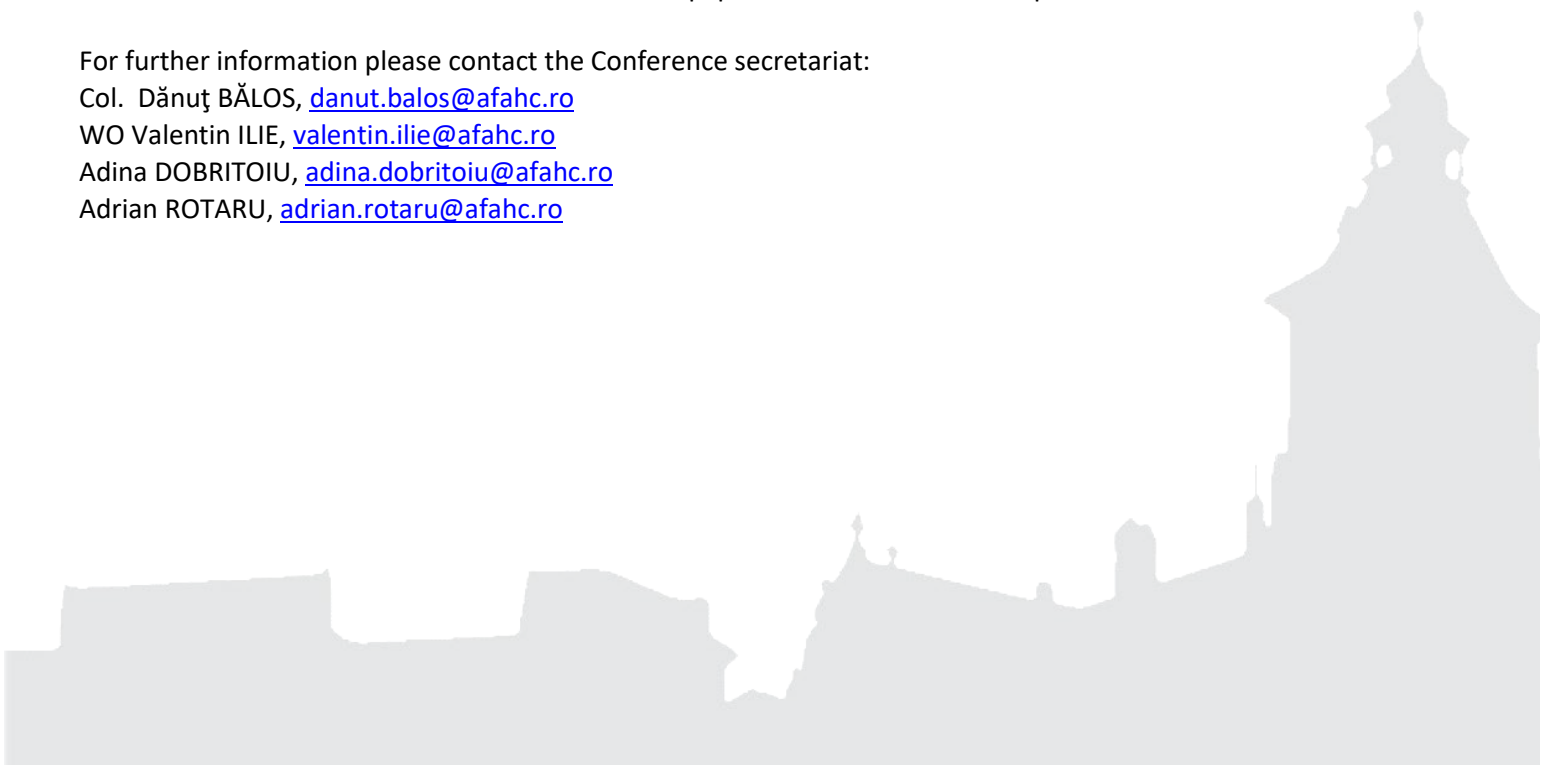 For further information please contact the Conference secretariat:
Col.  Dănuţ BĂLOS, danut.balos@afahc.ro
WO Valentin ILIE, valentin.ilie@afahc.ro
Adina DOBRITOIU, adina.dobritoiu@afahc.ro
Adrian ROTARU, adrian.rotaru@afahc.ro